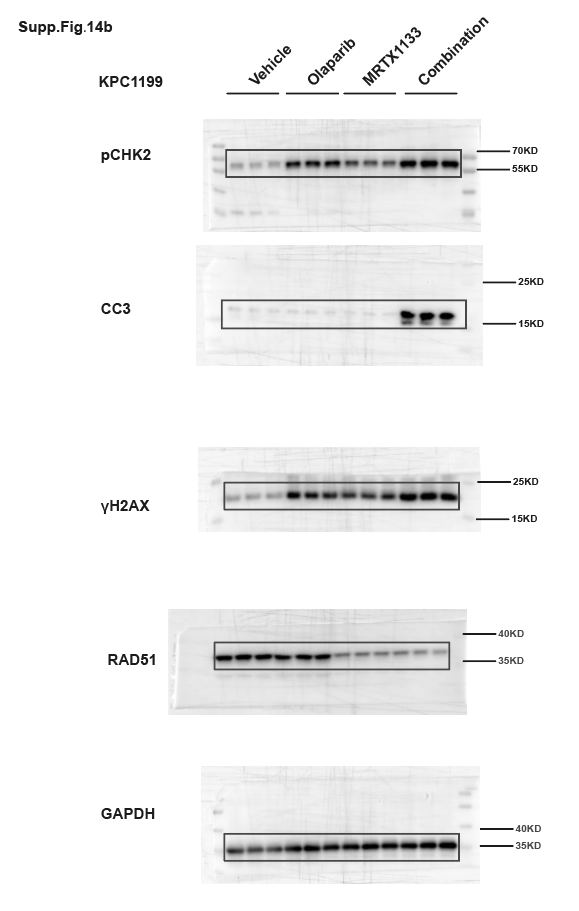 Supp.Fig.14b
KPC1199
Vehicle
Olaparib
MRTX1133
Combination
pCHK2
70KD
55KD
CC3
25KD
15KD
γH2AX
25KD
15KD
RAD51
40KD
35KD
GAPDH
40KD
35KD